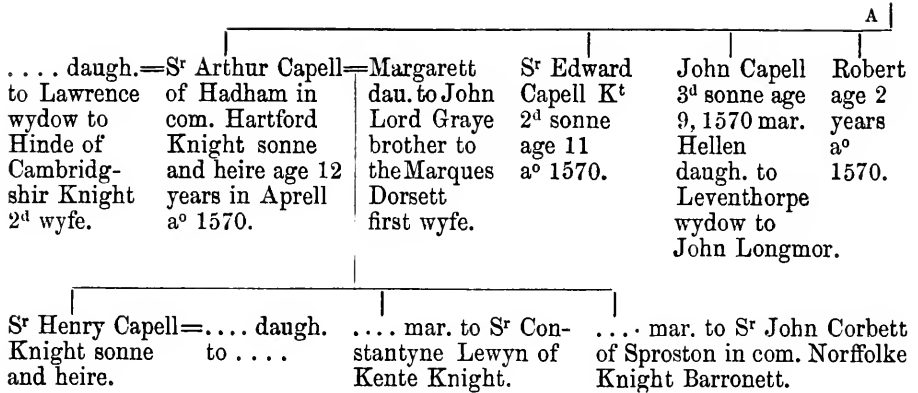 A
. . . . daugh.=
to Lawrence
wydow to
Hinde of
Cambridg-
shir Knight
2ᵈ wyfe.
Sʳ Arthur Capell=
of Hadham in
com. Hartford
Knight sonne
and heire age 12
years in Aprell
aº 1570.
Margarett
dau. to John
Lord Graye
brother to
the Marques
Dorsett
first wyfe.
Sʳ Edward
Capell Kᵗ
2ᵈ sonne
age 11
aº 1570.
John Capell
3ᵈ sonne age
9, 1570 mar.
Hellen
daugh. to
Leventhorpe
wydow to
John Longmor.
Robert
age 2
years
aº
1570.
Sʳ Henry Capell=
Knight sonne
and heire.
. . . . daugh.
to . . . .
. . . . mar. to Sʳ Con-
stantyne Lewyn of
Kente Knight.
. . . . mar. to Sʳ John Corbett
of Sproston in com. Norffolke
Knight Barronett.